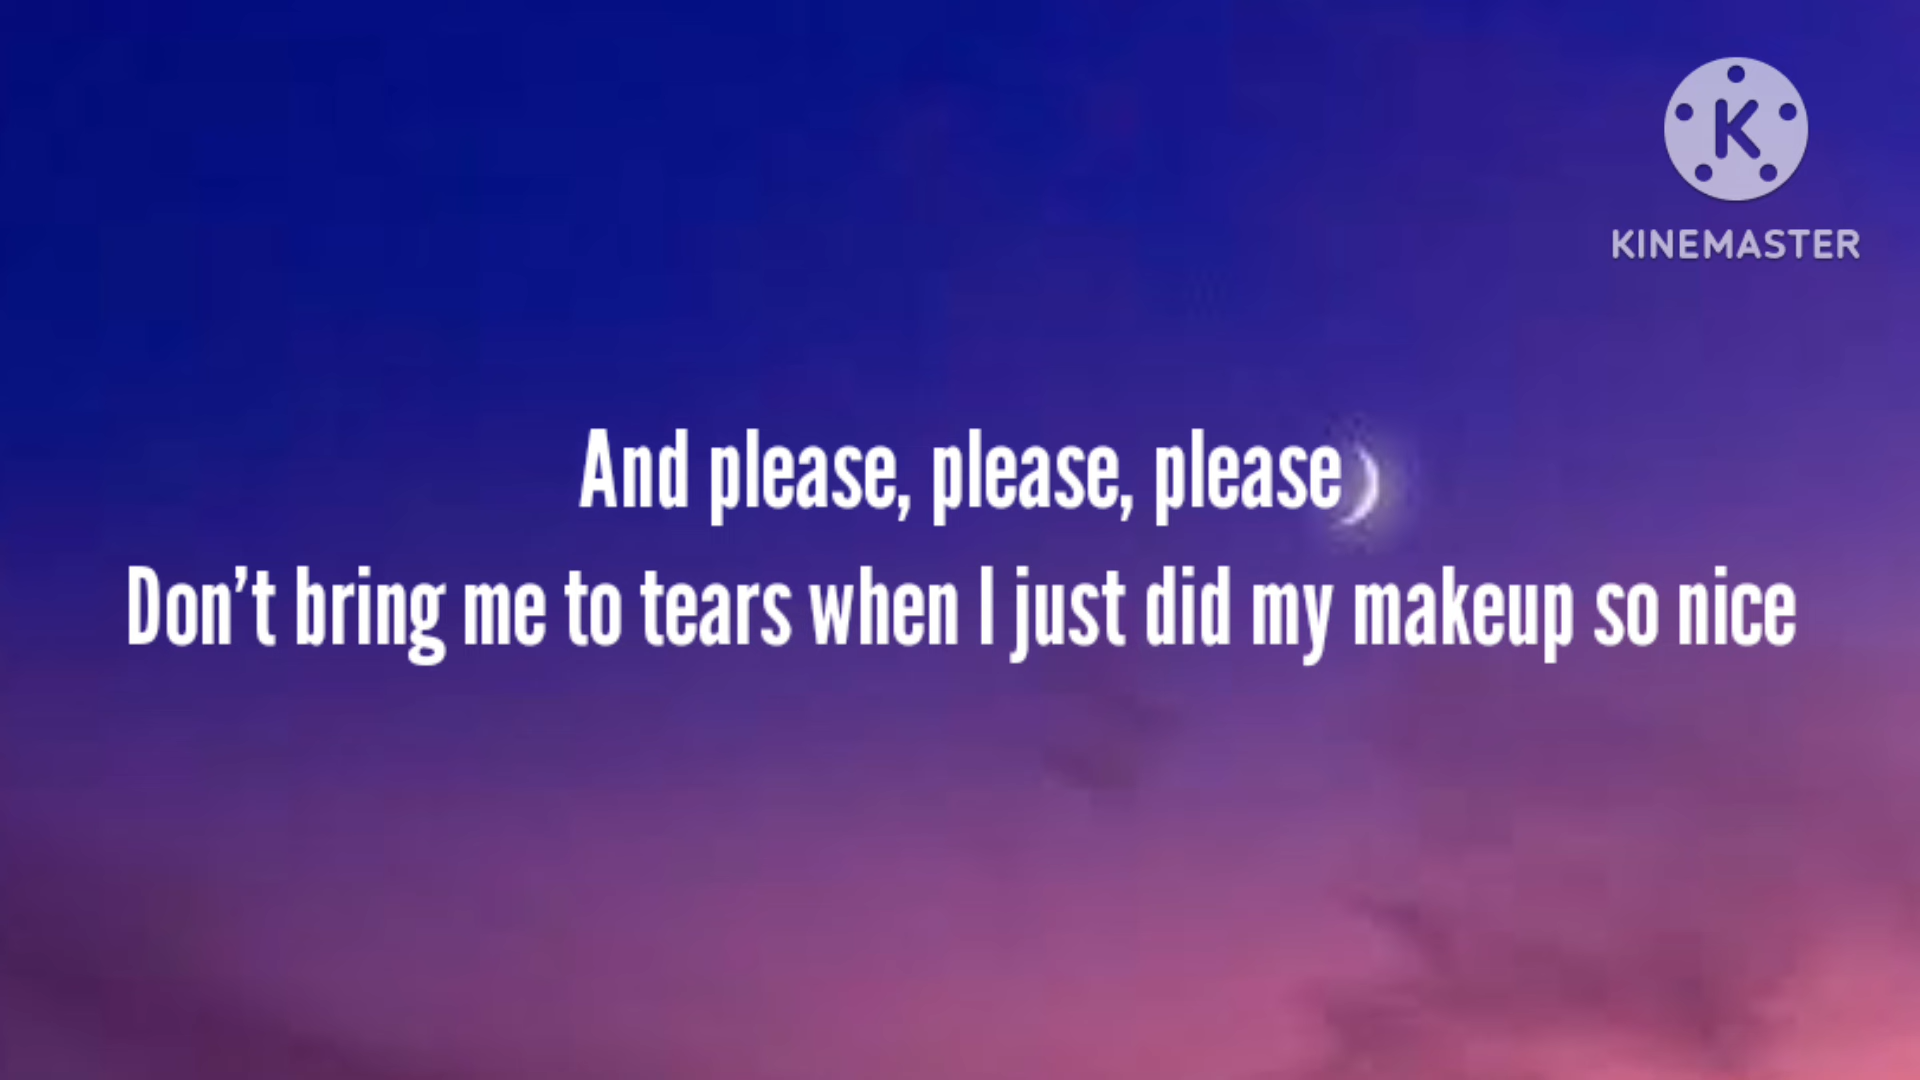 K
KINEMASTER
And please, please, please
Don't bring me to tears when I just did my makeup so nice